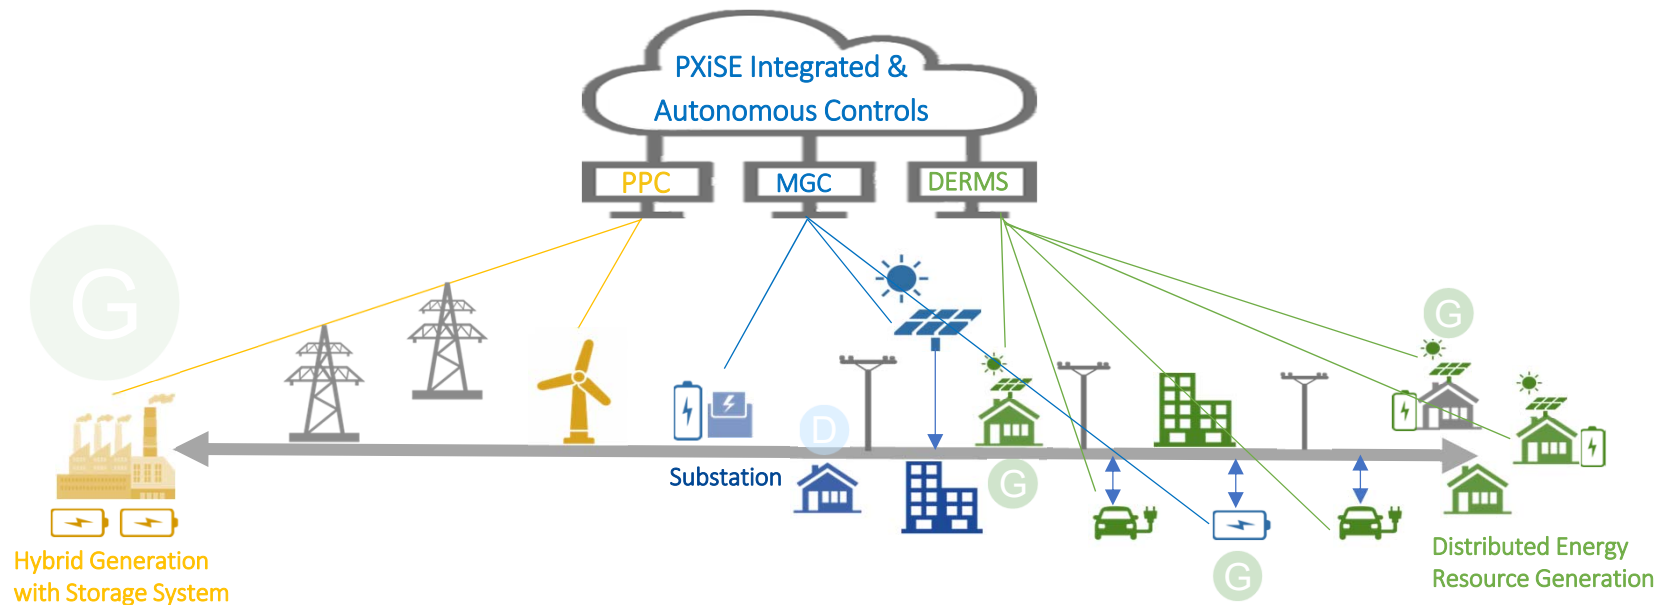 PXiSE Integrated &
Autonomous Controls
PPC
MGC
DERMS
G
G
D
Substation
G
G
Hybrid Generation
with Storage System
Distributed Energy
Resource Generation